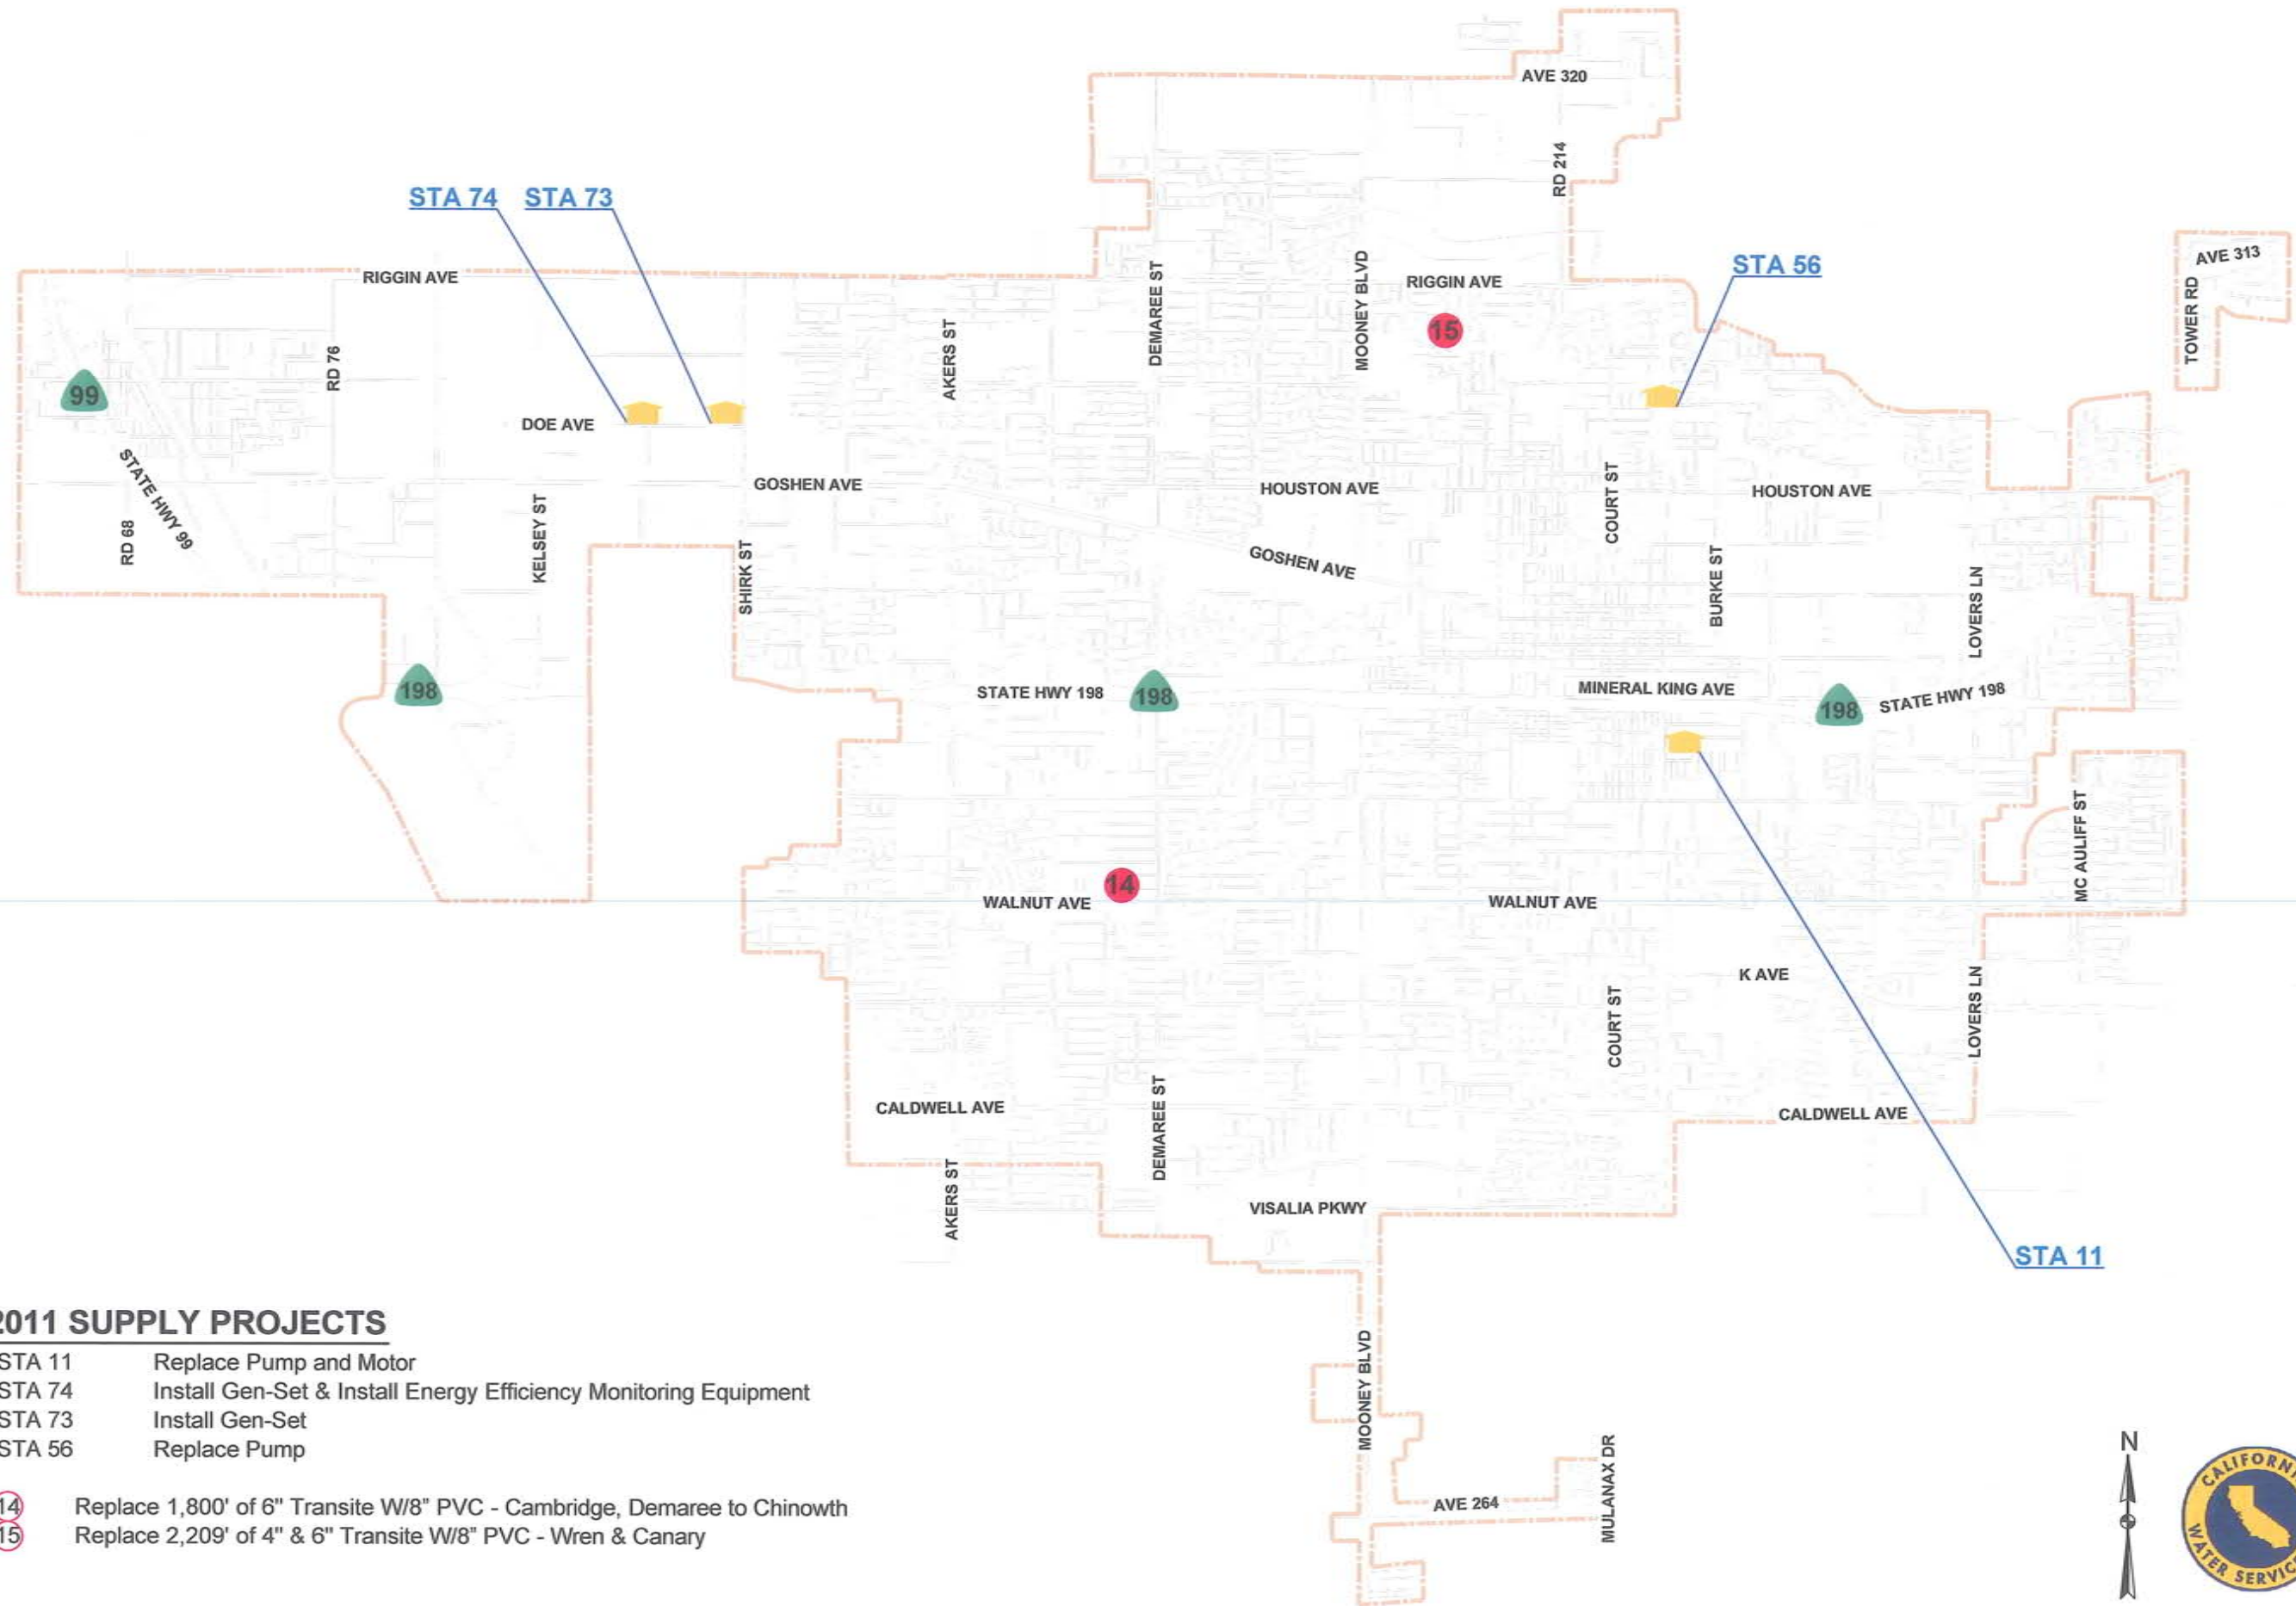 AVE 320
RD 214
STA 74 STA 73
AVE 313
STA 56
RIGGIN AVE
RIGGIN AVE
MOONEY BLVD
DEMAREE ST
TOWER RD
15
AKERS ST
RD 76
99
DOE AVE
STATE HWY 99
GOSHEN AVE
HOUSTON AVE
HOUSTON AVE
COURT ST
KELSEY ST
RD 68
GOSHEN AVE
SHIRK ST
BURKE ST
LOVERS LN
198
STATE HWY 198
198
MINERAL KING AVE
198
STATE HWY 198
MC AULIFF ST
14
WALNUT AVE
WALNUT AVE
K AVE
COURT ST
LOVERS LN
CALDWELL AVE
DEMAREE ST
CALDWELL AVE
AKERS ST
VISALIA PKWY
STA 11
MOONEY BLVD
AVE 264
MULANAX DR
2011 SUPPLY PROJECTS
STA 11 Replace Pump and Motor
STA 74 Install Gen-Set & Install Energy Efficiency Monitoring Equipment
STA 73 Install Gen-Set
STA 56 Replace Pump
14 Replace 1,800' of 6" Transite W/8" PVC - Cambridge, Demaree to Chinowth
15 Replace 2,209' of 4" & 6" Transite W/8" PVC - Wren & Canary
N
CALIFORNI
WATER SERVIC